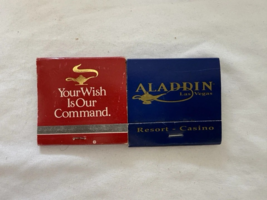 Your Wish
Is Our
Command.
ALADDIN
Las Vegas
Resort - Casino